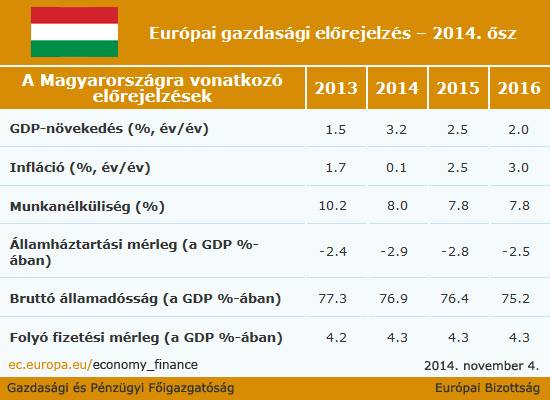 Európai gazdasági előrejelzés – 2014. ősz
A Magyarországra vonatkozó
előrejelzések 2013 2014 2015 2016
GDP-növekedés (%, év/év) 1.5 3.2 2.5 2.0
Infláció (%, év/év) 1.7 0.1 2.5 3.0
Munkanélküliség (%) 10.2 8.0 7.8 7.8
Államháztartási mérleg (a GDP %-
ában) -2.4 -2.9 -2.8 -2.5
Bruttó államadósság (a GDP %-ában) 77.3 76.9 76.4 75.2
Folyó fizetési mérleg (a GDP %-ában) 4.2 4.3 4.3 4.3
ec.europa.eu/economy_finance 2014. november 4.
Gazdasági és Pénzügyi Főigazgatóság Európai Bizottság